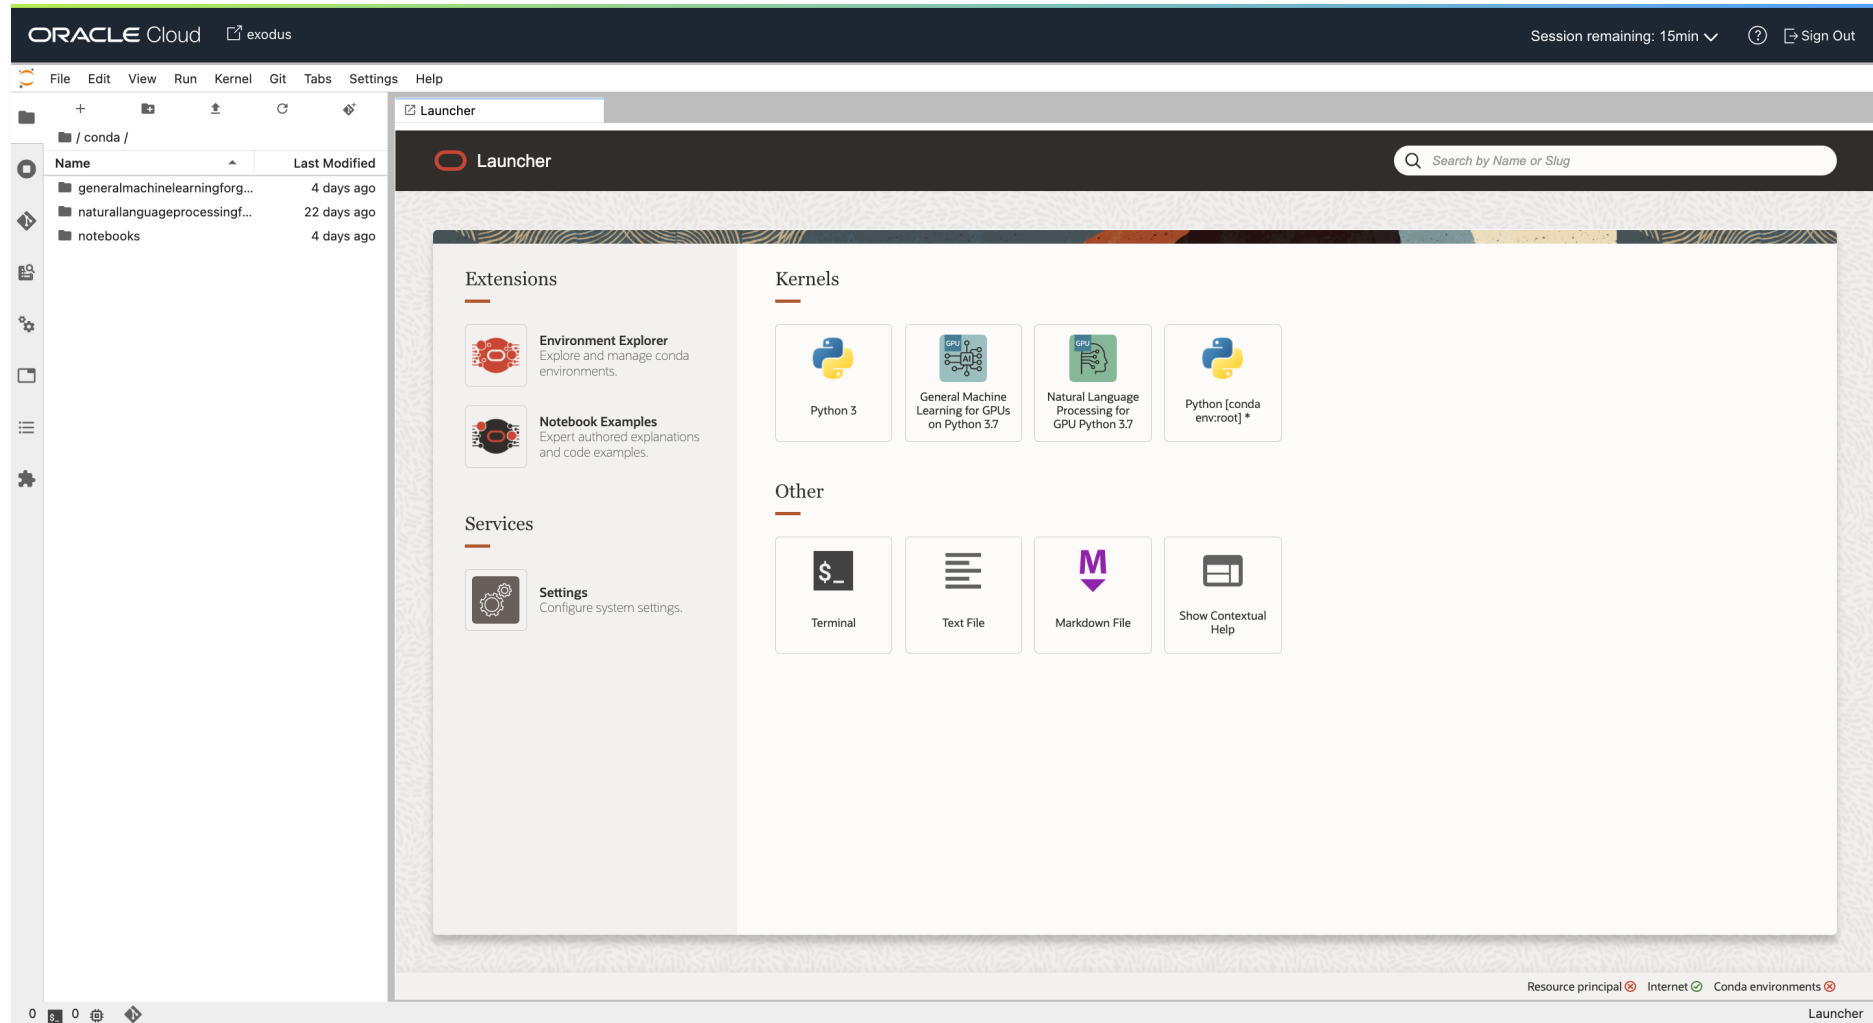 ORACLE Cloud
exodus
Session remaining: 15min
?
Sign Out
File Edit View Run Kernel Git Tabs Settings Help
Launcher
/ conda /
Name Last Modified
generalmachinelearningforg... 4 days ago
naturallanguageprocessingf... 22 days ago
notebooks 4 days ago
Launcher
Search by Name or Slug
Extensions
Environment Explorer
Explore and manage conda
environments.
Notebook Examples
Expert authored explanations
and code examples.
Services
Settings
Configure system settings.
Kernels
Python 3
GPU
AI
General Machine
Learning for GPUs
on Python 3.7
GPU
Natural Language
Processing for
GPU Python 3.7
Python [conda
env:root] *
Other
$_
Terminal
Text File
M
Markdown File
Show Contextual
Help
Resource principal Internet Conda environments
0 $_ 0 Launcher